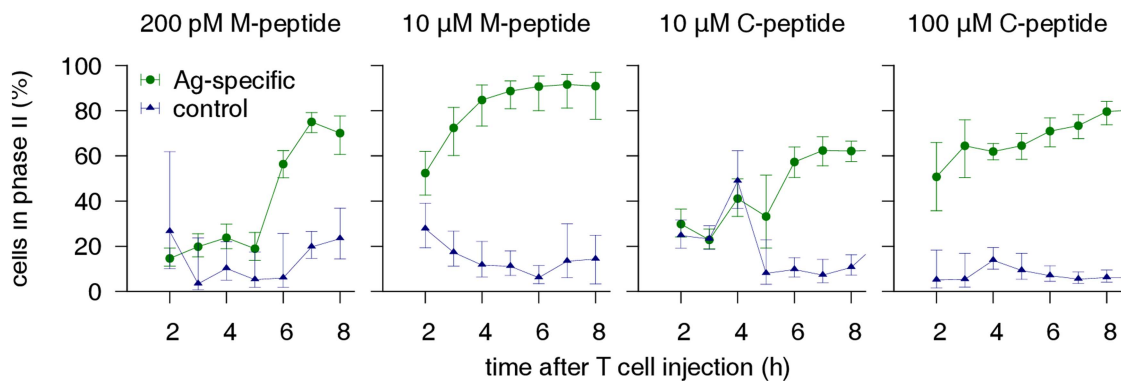 200 pM M-peptide
10 µM M-peptide
10 µM C-peptide
100 µM C-peptide
cells in phase II (%)
100
80
60
40
20
0
Ag-specific
control
2 4 6 8
2 4 6 8
2 4 6 8
2 4 6 8
time after T cell injection (h)